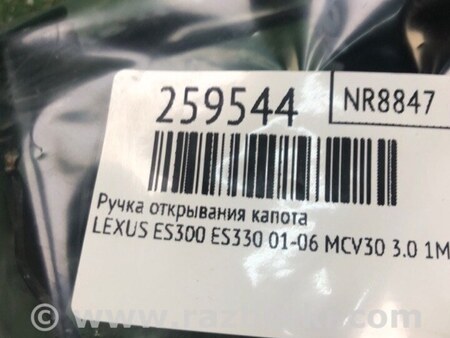 259544
NR8847
Ручка открывания капота
LEXUS ES300 ES330 01-06 MCV30 3.0 1M